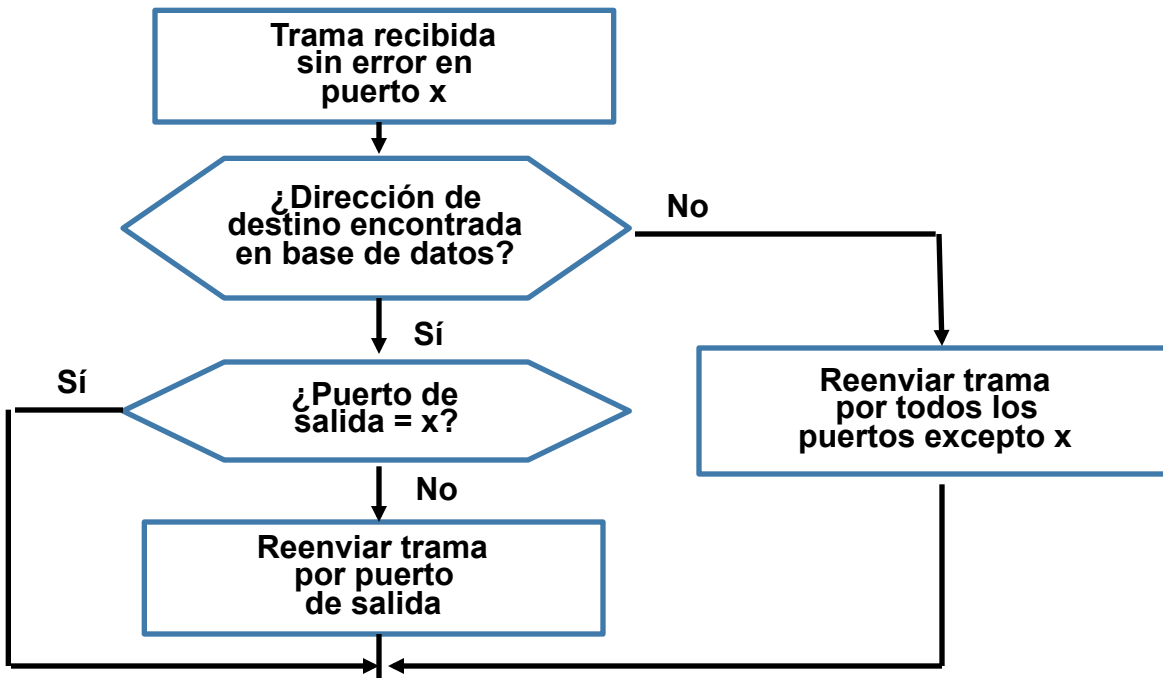 Trama recibida
sin error en
puerto x
¿Dirección de
destino encontrada
en base de datos?
No
Sí
Sí
¿Puerto de
salida = x?
Reenviar trama
por todos los
puertos excepto x
No
Reenviar trama
por puerto
de salida